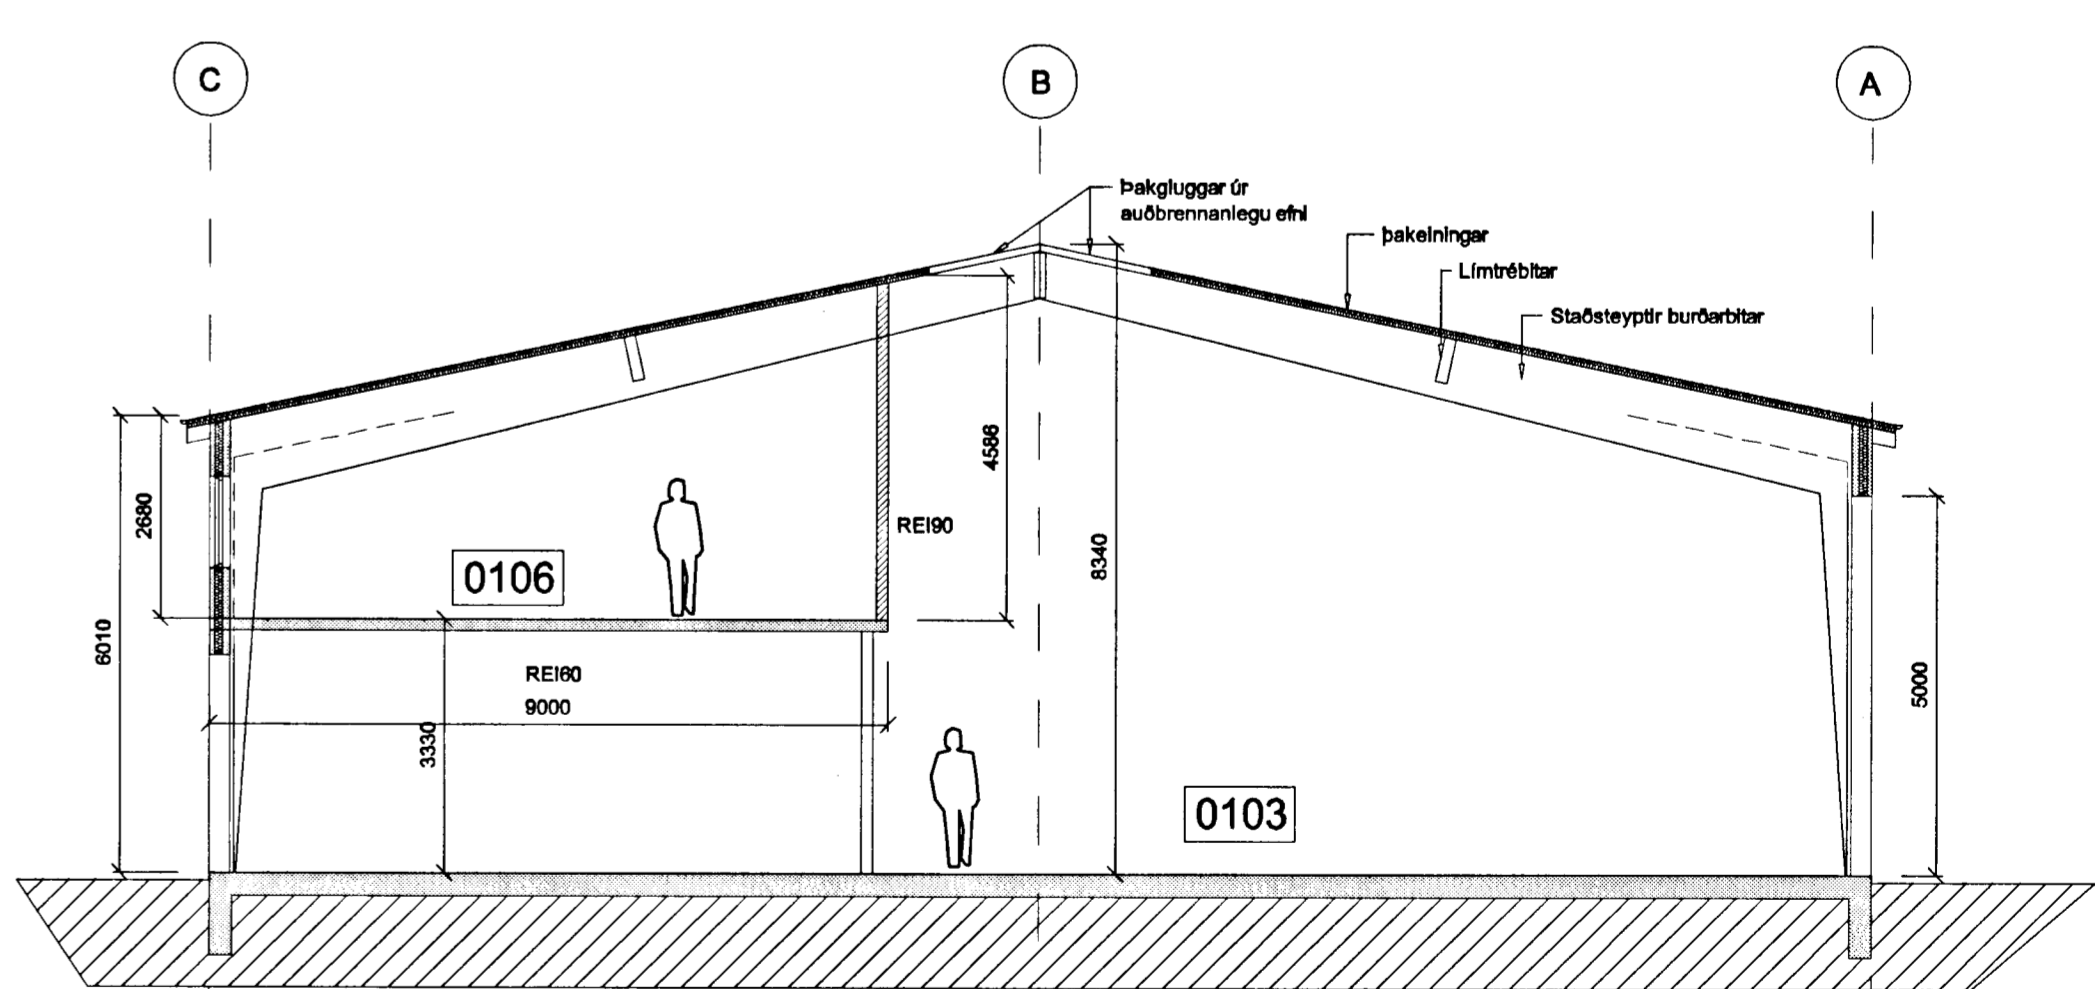 C
B
A
Þakgluggar úr
auðbrennanlegu efni
þakeiningar
Límtrébitar
Staðsteyptir burðarbitar
4586
2680
REI90
8340
0106
6010
REI60
5000
9000
3330
0103